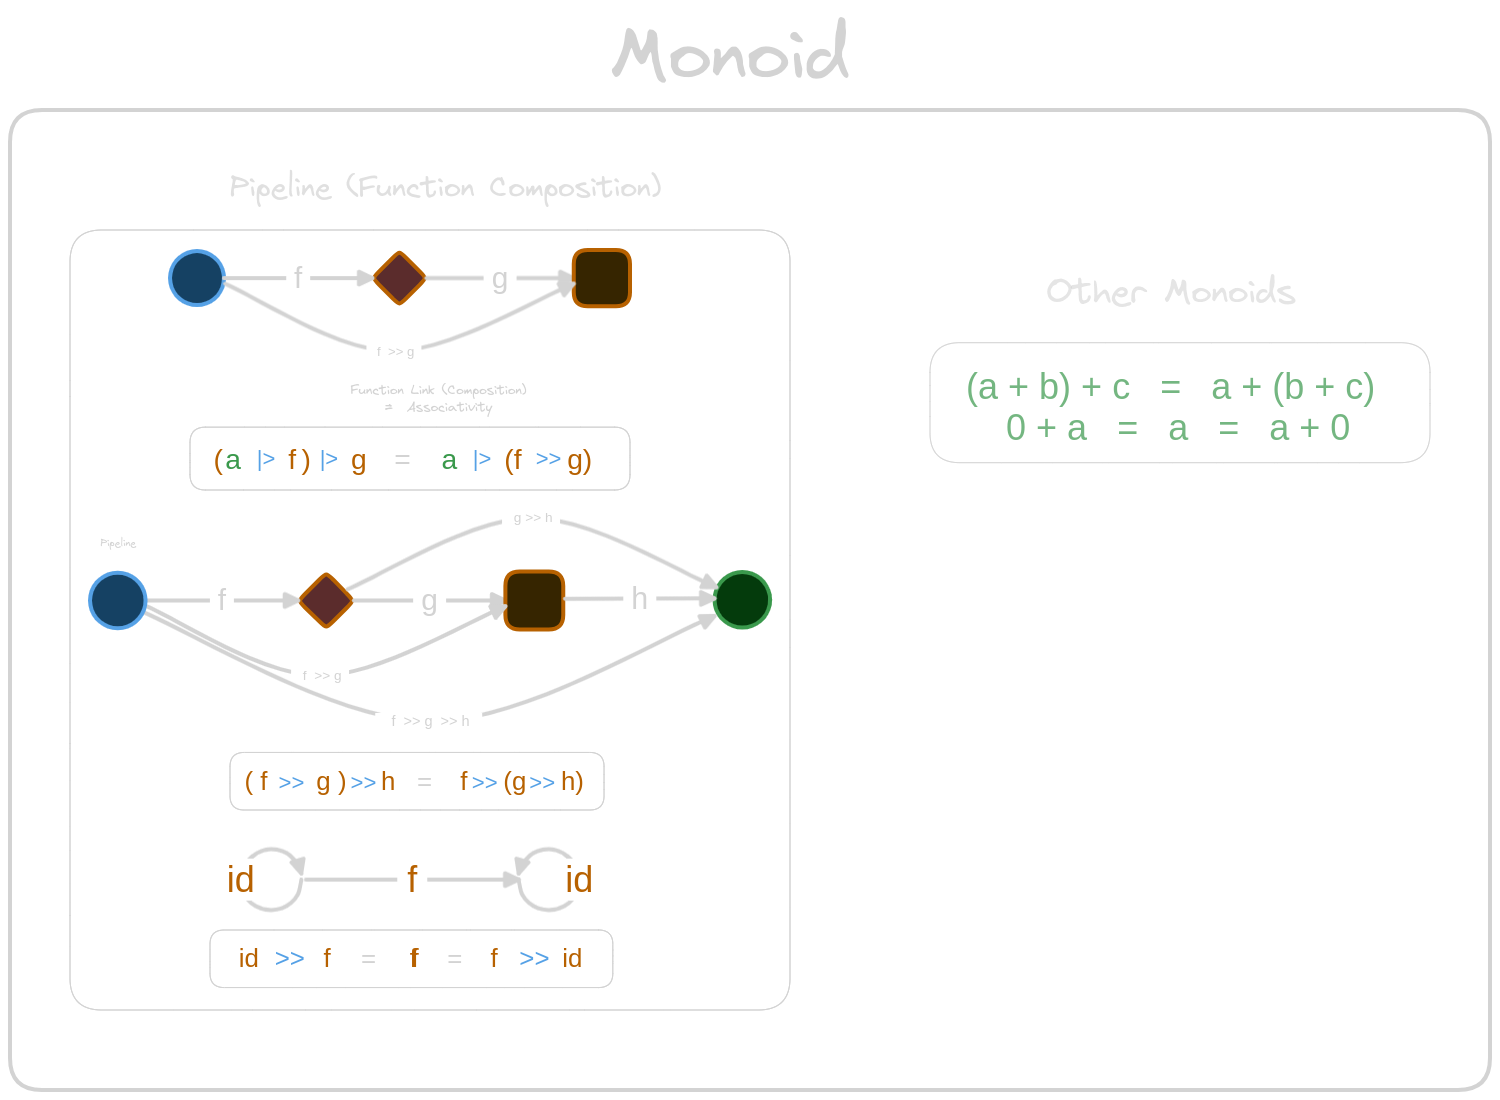 Monoid
Pipeline (Function Composition)
f g
f >> g
Function Link (Composition)
= Associativity
(a |> f) |> g = a |> (f >> g)
g >> h
Pipeline
f g h
f >> g
f >> g >> h
( f >> g ) >> h = f >> (g >> h)
id f id
id >> f = f = f >> id
Other Monoids
(a + b) + c = a + (b + c)
0 + a = a = a + 0